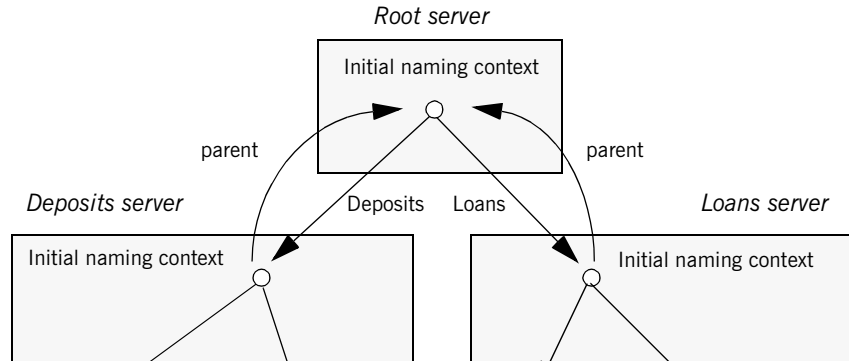 Root server
Initial naming context
parent
parent
Deposits server
Deposits
Loans
Loans server
Initial naming context
Initial naming context